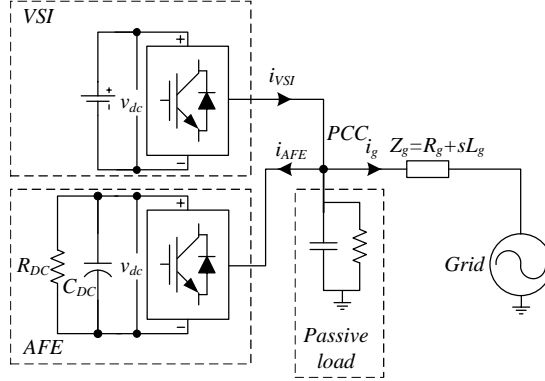 VSI
+
+
v_dc
−
i_VSI
PCC
i_AFE
i_g
Z_g=R_g+sL_g
Grid
+
R_DC
C_DC
v_dc
−
AFE
Passive
load